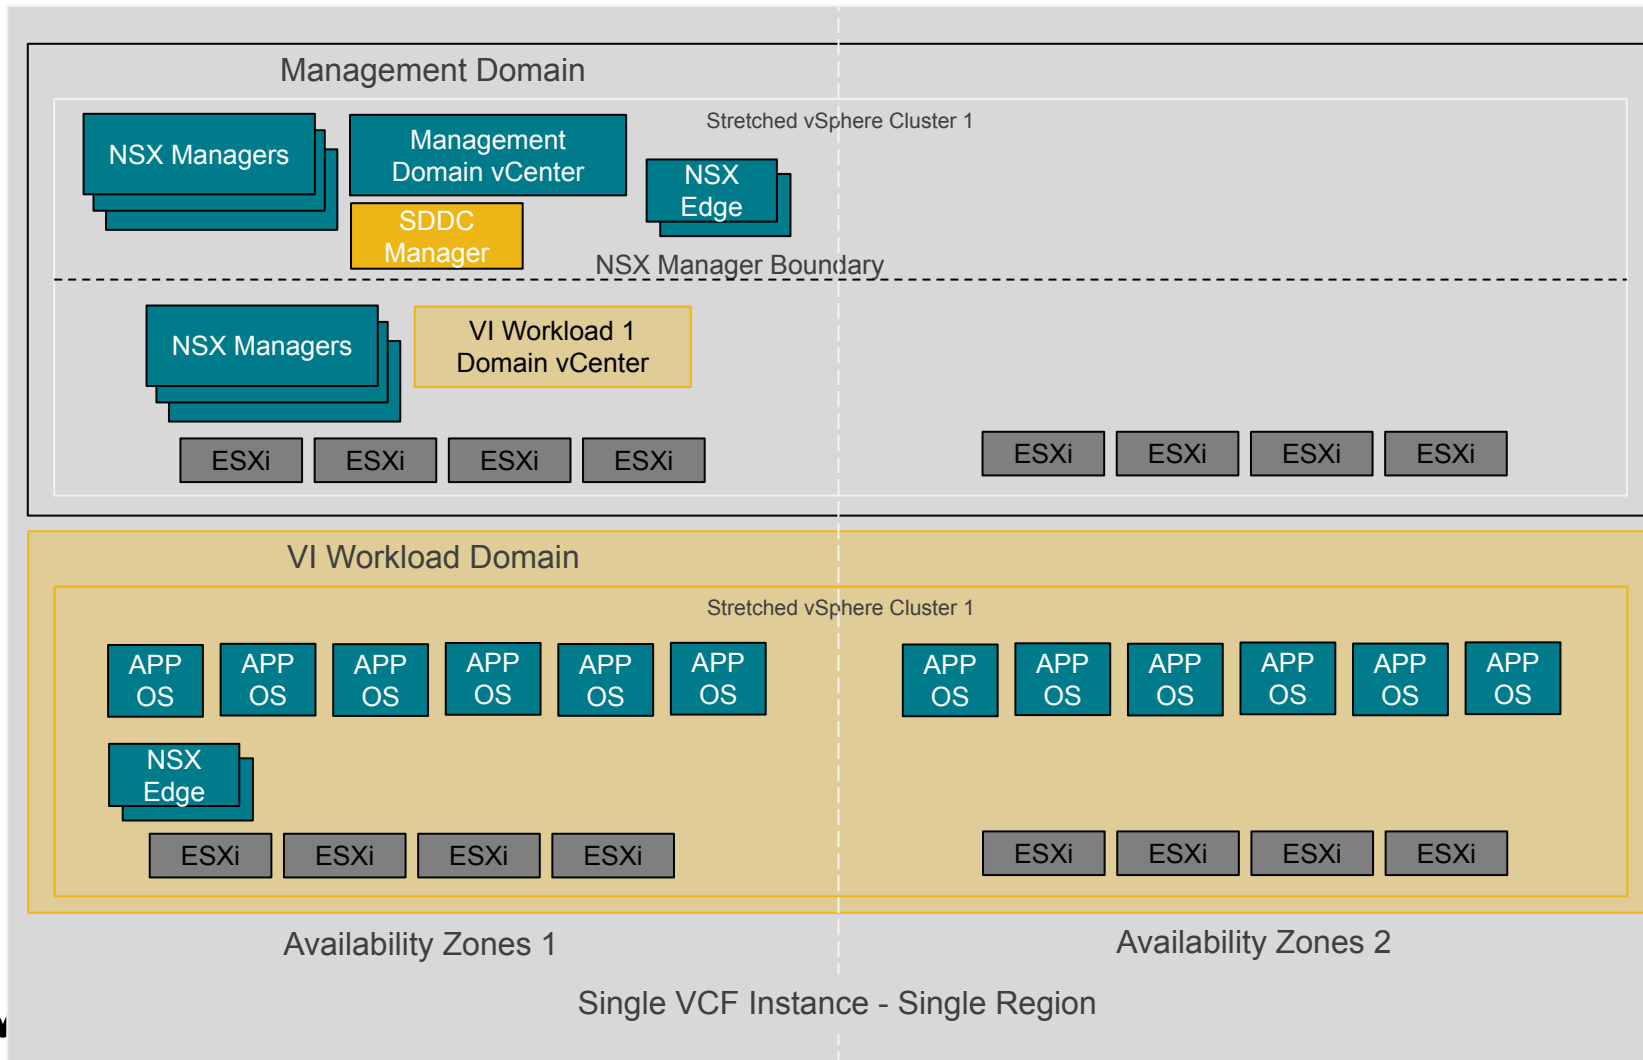 Management Domain
Stretched vSphere Cluster 1
NSX Managers
Management
Domain vCenter
NSX
Edge
SDDC
Manager
NSX Manager Boundary
NSX Managers
VI Workload 1
Domain vCenter
ESXi ESXi ESXi ESXi
ESXi ESXi ESXi ESXi
VI Workload Domain
Stretched vSphere Cluster 1
APP
OS
APP
OS
APP
OS
APP
OS
APP
OS
APP
OS
APP
OS
APP
OS
APP
OS
APP
OS
APP
OS
APP
OS
NSX
Edge
ESXi ESXi ESXi ESXi
ESXi ESXi ESXi ESXi
Availability Zones 1
Availability Zones 2
Single VCF Instance - Single Region